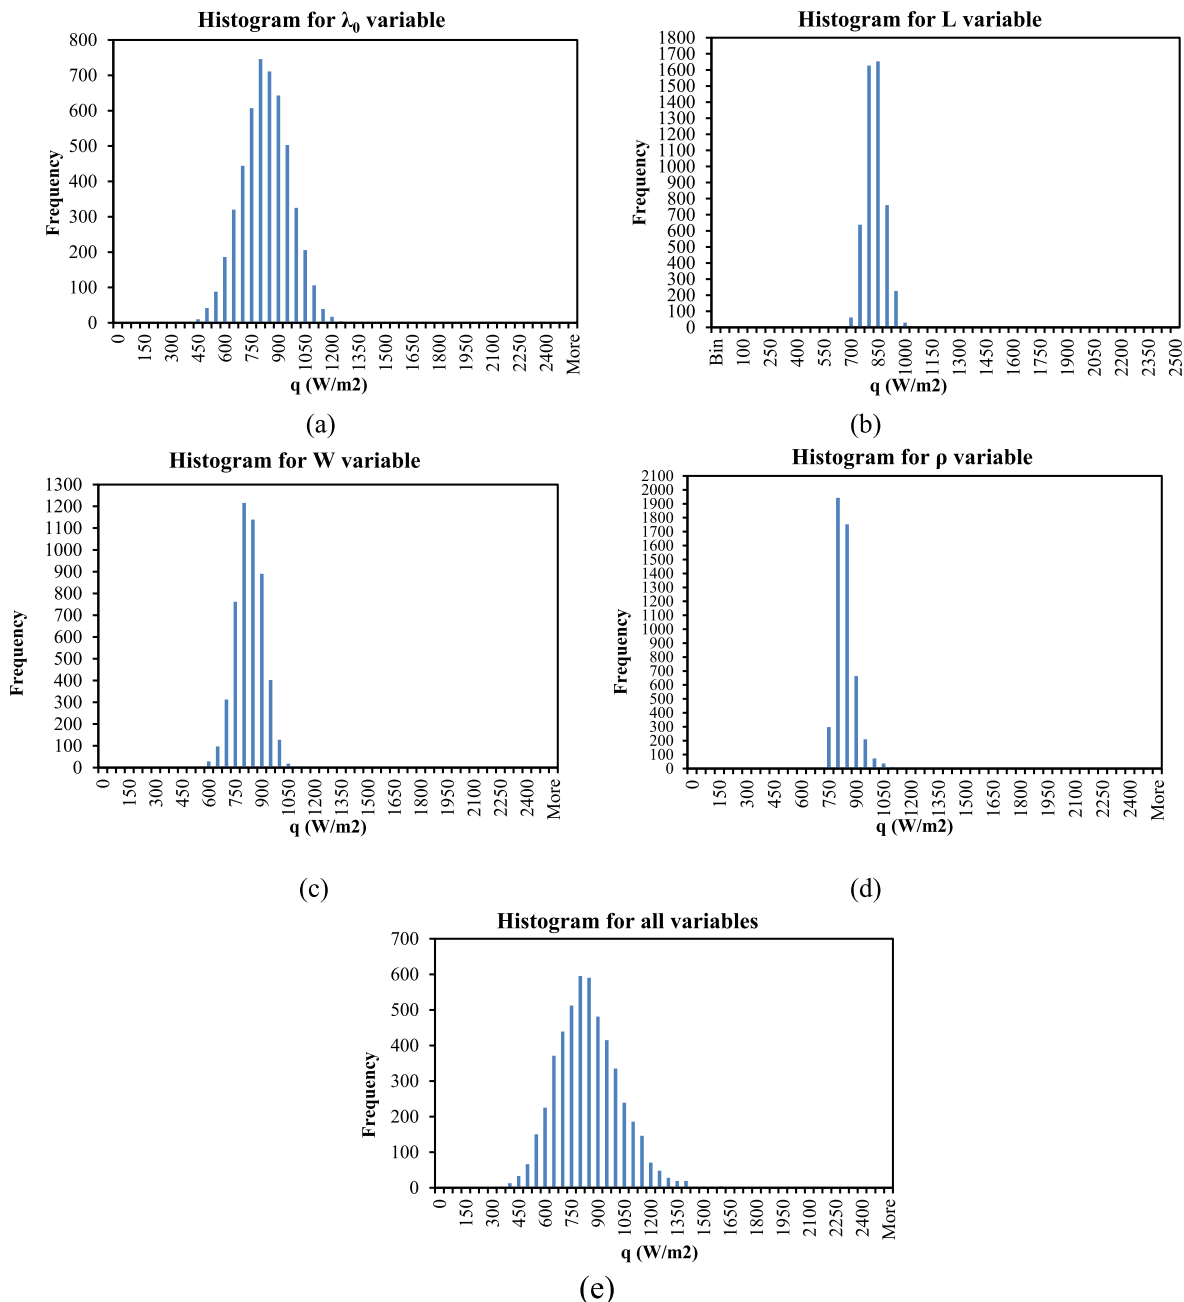 Histogram for λ0 variable
800
700
600
500
400
300
200
100
0
Frequency
0 150 300 450 600 750 900 1050 1200 1350 1500 1650 1800 1950 2100 2250 2400 More
q (W/m2)
(a)
Histogram for L variable
1800
1700
1600
1500
1400
1300
1200
1100
1000
900
800
700
600
500
400
300
200
100
0
Frequency
Bin 100 250 400 550 700 850 1000 1150 1300 1450 1600 1750 1900 2050 2200 2350 2500
q (W/m2)
(b)
Histogram for W variable
1300
1200
1100
1000
900
800
700
600
500
400
300
200
100
0
Frequency
0 150 300 450 600 750 900 1050 1200 1350 1500 1650 1800 1950 2100 2250 2400 More
q (W/m2)
(c)
Histogram for ρ variable
2100
2000
1900
1800
1700
1600
1500
1400
1300
1200
1100
1000
900
800
700
600
500
400
300
200
100
0
Frequency
0 150 300 450 600 750 900 1050 1200 1350 1500 1650 1800 1950 2100 2250 2400 More
q (W/m2)
(d)
Histogram for all variables
700
600
500
400
300
200
100
0
Frequency
0 150 300 450 600 750 900 1050 1200 1350 1500 1650 1800 1950 2100 2250 2400 More
q (W/m2)
(e)